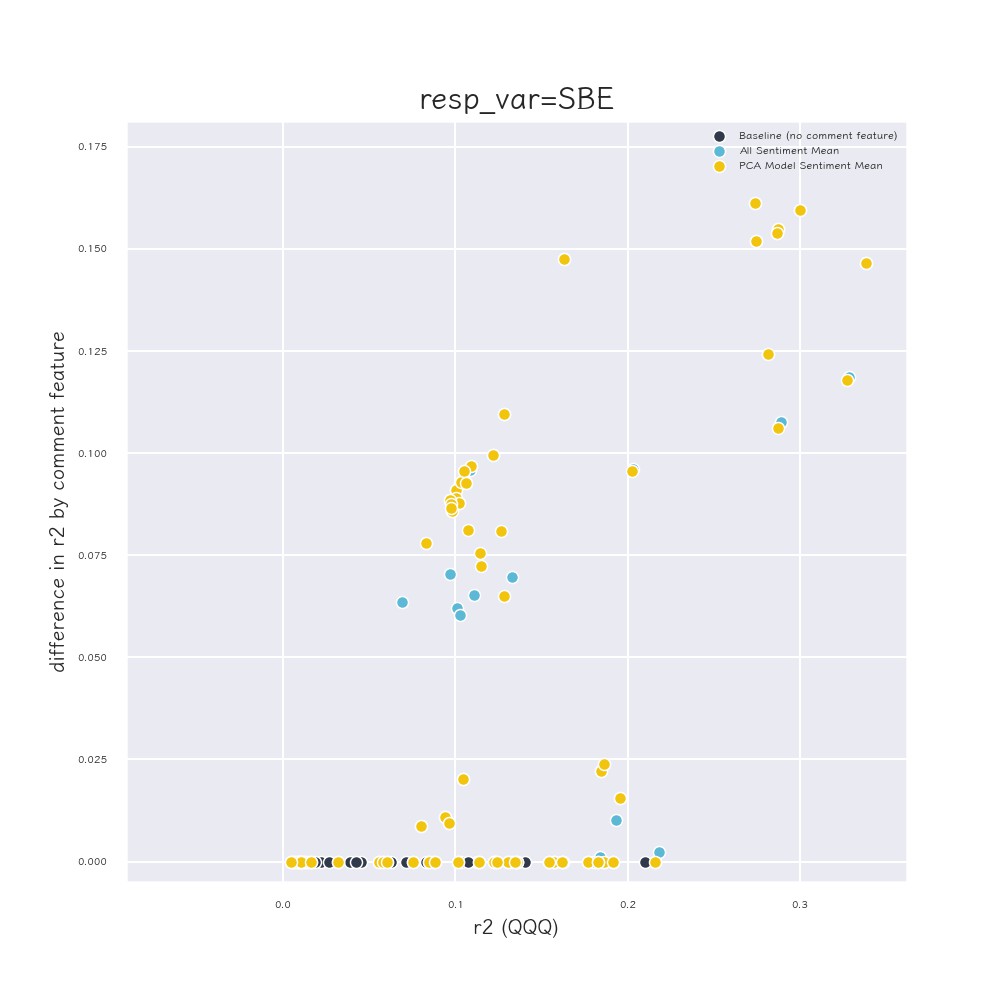 resp_var=SBE
Baseline (no comment feature)
All Sentiment Mean
PCA Model Sentiment Mean
difference in r2 by comment feature
0.175
0.150
0.125
0.100
0.075
0.050
0.025
0.000
0.0
0.1
0.2
0.3
r2 (QQQ)